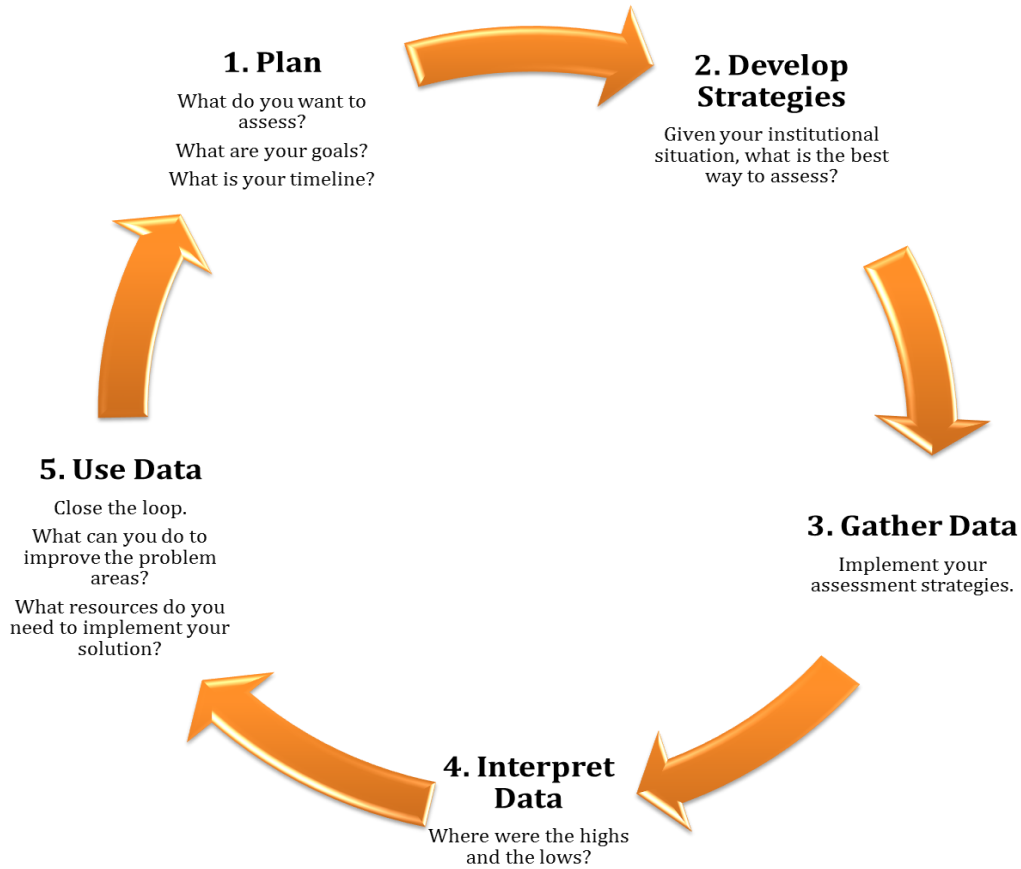 1. Plan
What do you want to
assess?
What are your goals?
What is your timeline?
2. Develop
Strategies
Given your institutional
situation, what is the best
way to assess?
3. Gather Data
Implement your
assessment strategies.
4. Interpret
Data
Where were the highs
and the lows?
5. Use Data
Close the loop.
What can you do to
improve the problem
areas?
What resources do you
need to implement your
solution?